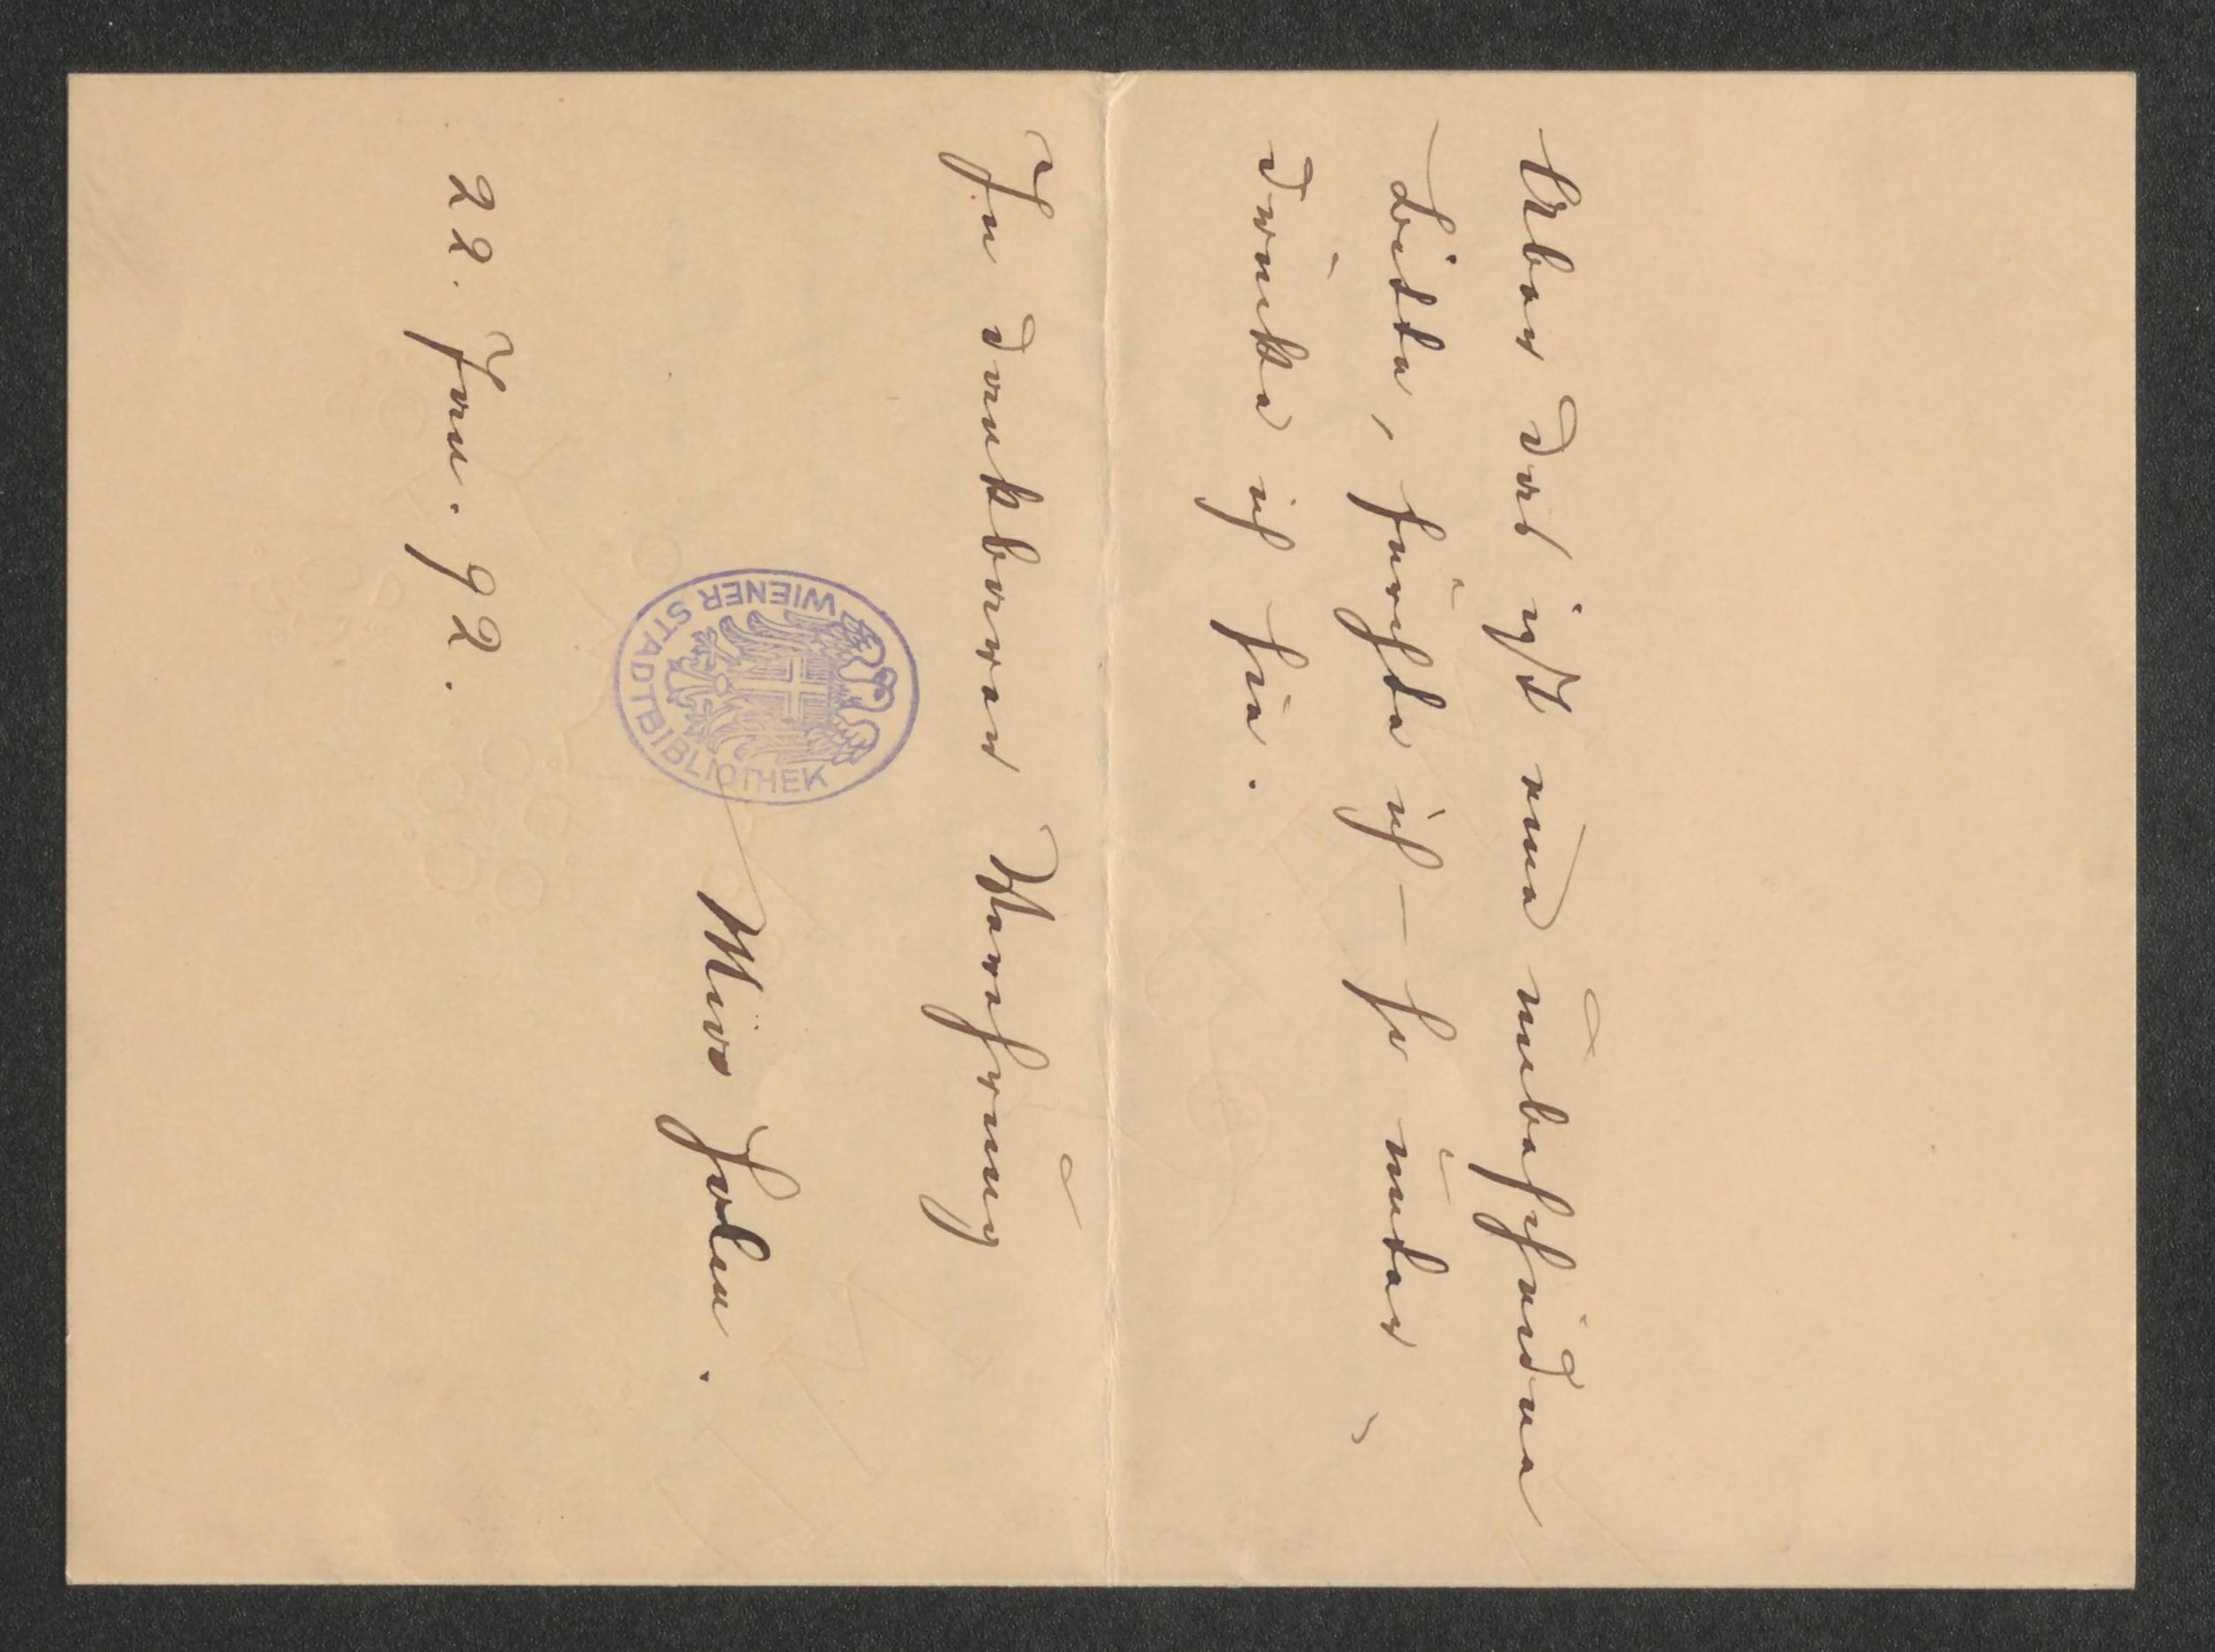 Aber das ist eine unbescheidene
Bitte, fürchte ich – so unter-
drücke ich sie.
In dankbarer Verehrung
Mina
22. Jan. 92.
WIENER STADTBIBLIOTHEK